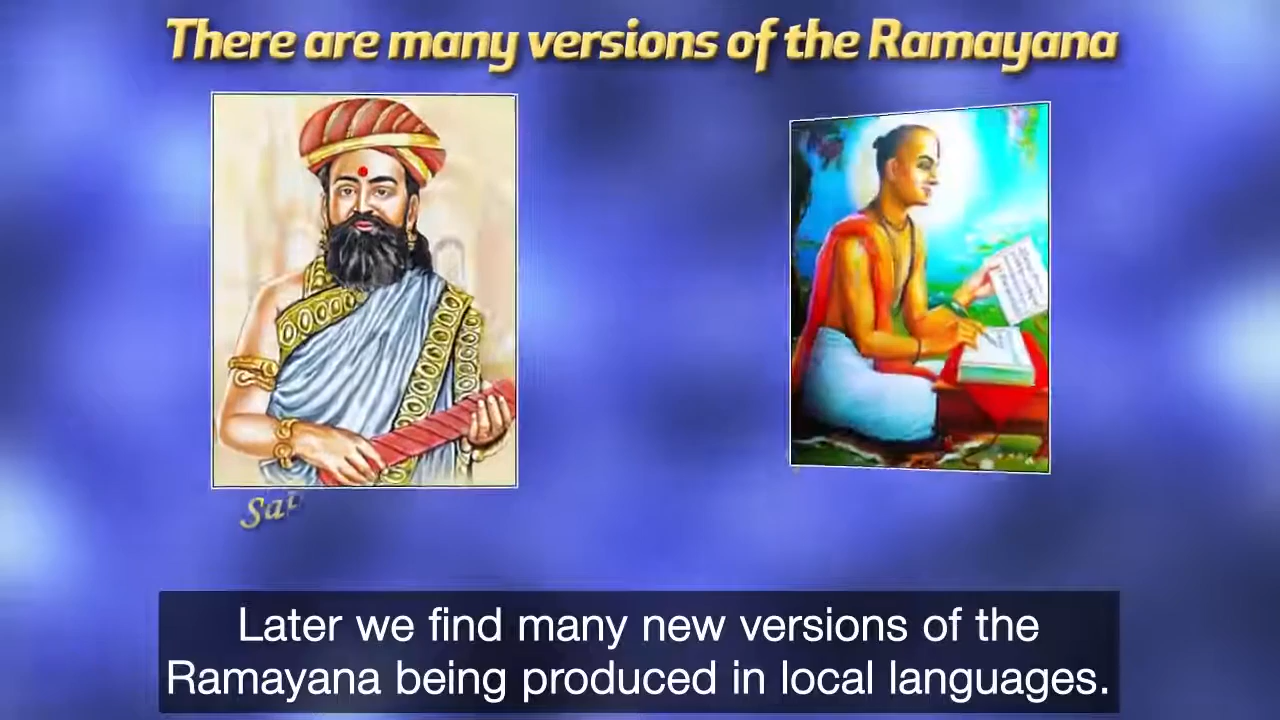 There are many versions of the Ramayana
Later we find many new versions of the
Ramayana being produced in local languages.